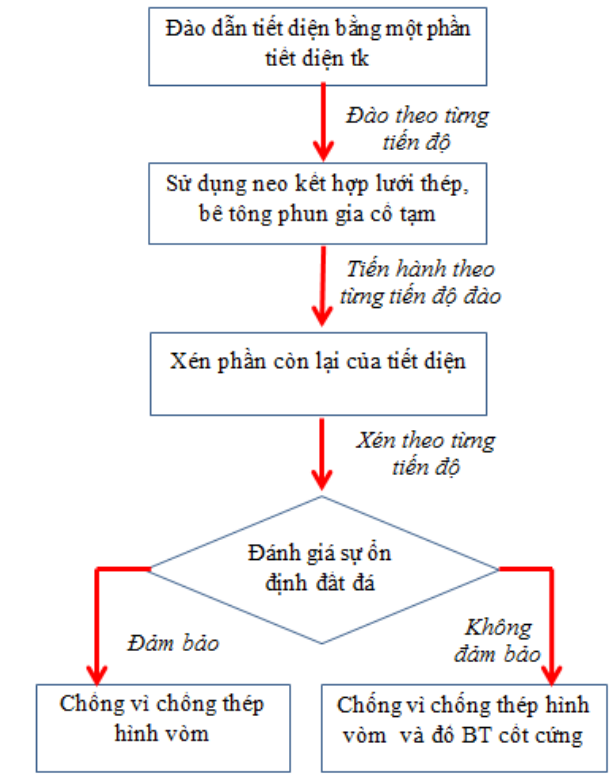 Đào dẫn tiết diện bằng một phần
tiết diện tk
Đào theo từng
tiến độ
Sử dụng neo kết hợp lưới thép,
bê tông phun gia cố tạm
Tiến hành theo
từng tiến độ đào
Xén phần còn lại của tiết diện
Xén theo từng
tiến độ
Đánh giá sự ổn
định đất đá
Đảm bảo
Không
đảm bảo
Chống vì chống thép
hình vòm
Chống vì chống thép hình
vòm và đổ BT cốt cứng